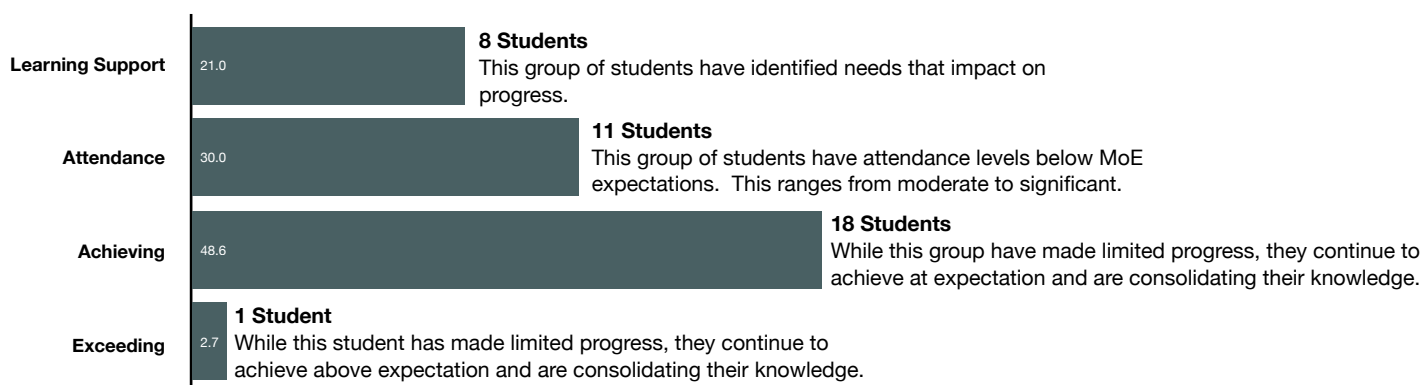 8 Students
Learning Support
21.0
This group of students have identified needs that impact on
progress.
11 Students
Attendance
30.0
This group of students have attendance levels below MoE
expectations.  This ranges from moderate to significant.
18 Students
Achieving
48.6
While this group have made limited progress, they continue to
achieve at expectation and are consolidating their knowledge.
1 Student
Exceeding
2.7
While this student has made limited progress, they continue to
achieve above expectation and are consolidating their knowledge.